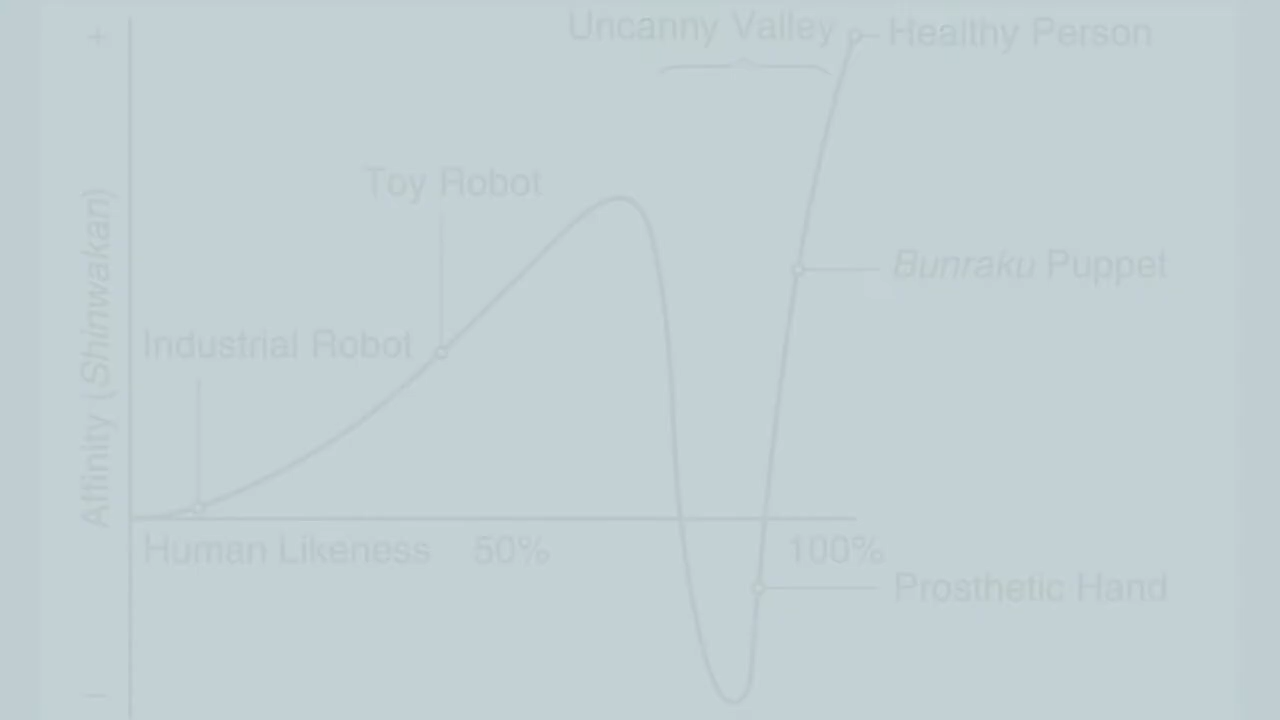 +
Uncanny Valley
Healthy Person
Toy Robot
Bunraku Puppet
Affinity (Shinwakan)
Industrial Robot
Human Likeness 50% 100%
Prosthetic Hand
–